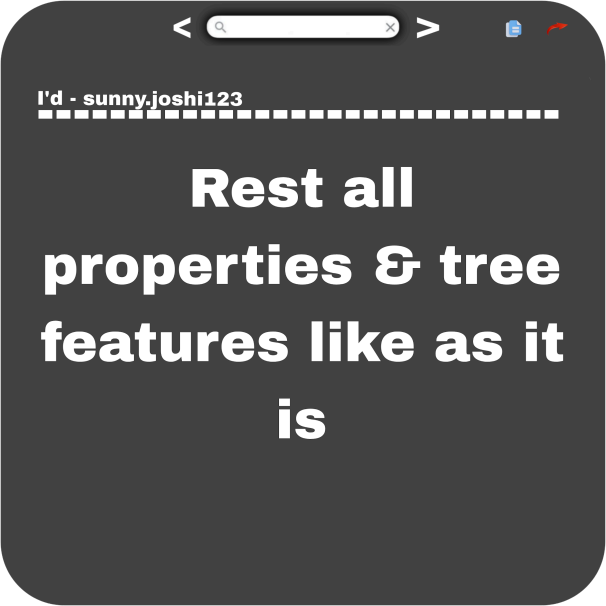 < >
I'd - sunny.joshi123
Rest all
properties & tree
features like as it
is